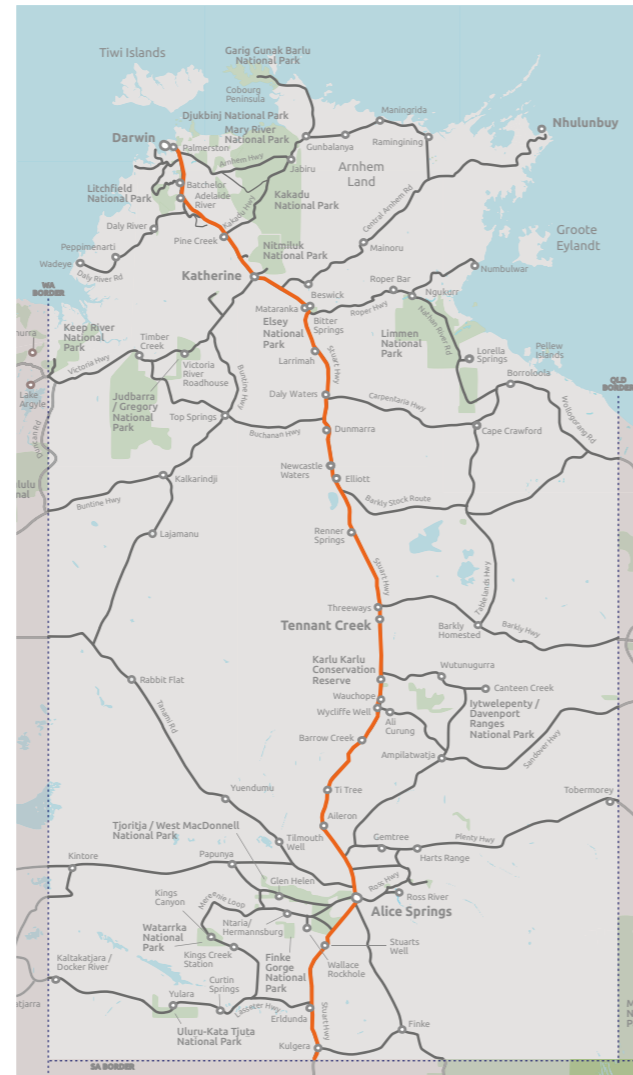 Tiwi Islands
Garig Gunak Barlu
National Park
Cobourg
Peninsula
Djukbinj National Park
Mary River
National Park
Maningrida
Nhulunbuy
Darwin
Palmerston
Gunbalanya
Ramingining
Arnhem Hwy
Jabiru
Arnhem
Land
Litchfield
National Park
Batchelor
Adelaide
River
Kakadu
National Park
Kakadu Hwy
Central Arnhem Rd
Daly River
Pine Creek
Groote
Eylandt
Peppimenarti
Nitmiluk
National Park
Mainoru
Wadeye
Daly River Rd
Katherine
Roper Bar
Numbulwar
WA
BORDER
Beswick
Mataranka
Bitter
Springs
Roper Hwy
Ngukurr
Keep River
National
Park
Timber
Creek
Elsey
National
Park
Limmen
National
Park
Nathan River Rd
Pellew
Islands
Victoria Hwy
Victoria
River
Roadhouse
Larrimah
Stuart Hwy
Lorella
Springs
Borroloola
Lake
Argyle
Judbarra
/ Gregory
National
Park
Buntine Hwy
Daly Waters
Carpentaria Hwy
QLD
BORDER
Top Springs
Wollogorang Rd
Duncan Rd
Buchanan Hwy
Dunmarra
Cape Crawford
Newcastle
Waters
Kalkarindji
Elliott
Buntine Hwy
Barkly Stock Route
Lajamanu
Renner
Springs
Stuart Hwy
Tablelands Hwy
Threeways
Tennant Creek
Barkly
Homested
Barkly Hwy
Karlu Karlu
Conservation
Reserve
Wutunugurra
Rabbit Flat
Canteen Creek
Wauchope
Wycliffe Well
Ali
Curung
Iytwelepenty /
Davenport
Ranges
National Park
Tanami Rd
Barrow Creek
Ampilatwatja
Sandover Hwy
Yuendumu
Ti Tree
Tobermorey
Aileron
Tjoritja / West MacDonnell
National Park
Tilmouth
Well
Gemtree
Plenty Hwy
Kintore
Papunya
Harts Range
Glen Helen
Ross Hwy
Ross River
Kings
Canyon
Mereenie Loop
Alice Springs
Watarrka
National
Park
Ntaria/
Hermannsburg
Kings Creek
Station
Finke
Gorge
National
Park
Wallace
Rockhole
Stuarts
Well
Kaltakatjara /
Docker River
Curtin
Springs
Yulara
Lasseter Hwy
Erldunda
Stuart Hwy
Uluru-Kata Tjuta
National Park
Finke
Kulgera
SA BORDER